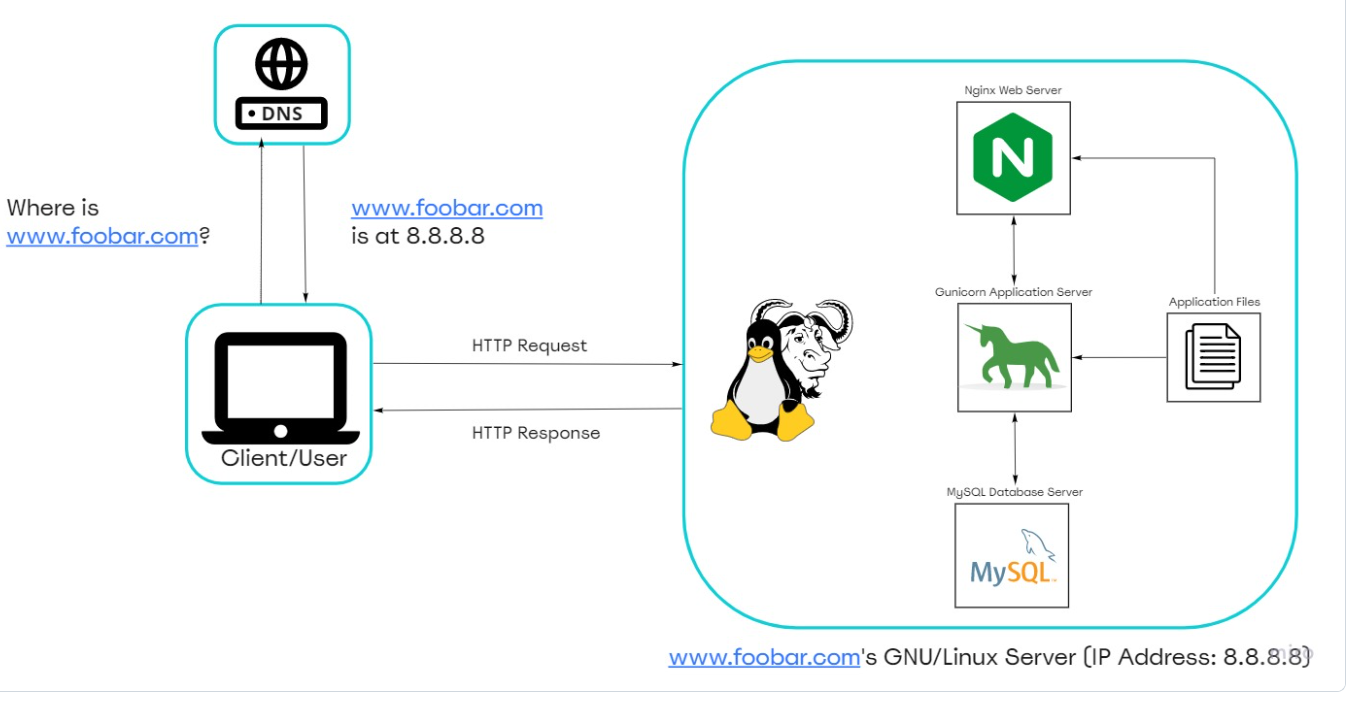 DNS
Where is
www.foobar.com?
www.foobar.com
is at 8.8.8.8
Client/User
HTTP Request
HTTP Response
Nginx Web Server
N
Gunicorn Application Server
Application Files
MySQL Database Server
MySQL
www.foobar.com's GNU/Linux Server (IP Address: 8.8.8.8)
miro